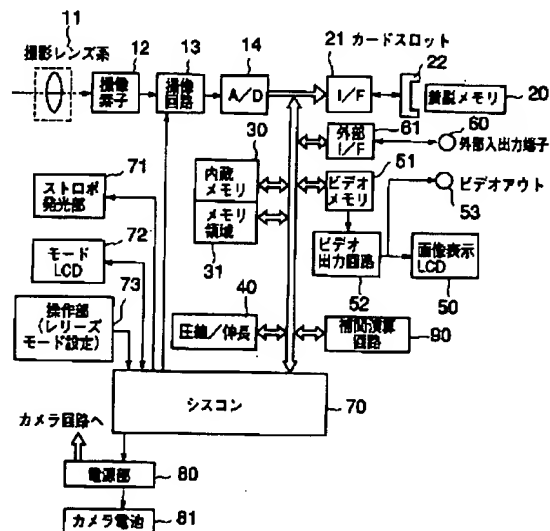 11
撮影レンズ系
12
撮像
素子
13
撮像
回路
14
A/D
21 カードスロット
I/F
22
着脱メモリ
20
61
外部
I/F
60
外部入出力端子
30
内蔵
メモリ
メモリ
領域
31
51
ビデオ
メモリ
ビデオアウト
53
ビデオ
出力回路
52
画像表示
LCD
50
71
ストロボ
発光部
72
モード
LCD
73
操作部
(レリーズ
モード設定)
40
圧縮/伸長
補間演算
回路
90
シスコン
70
カメラ回路へ
電源部
80
カメラ電池
81